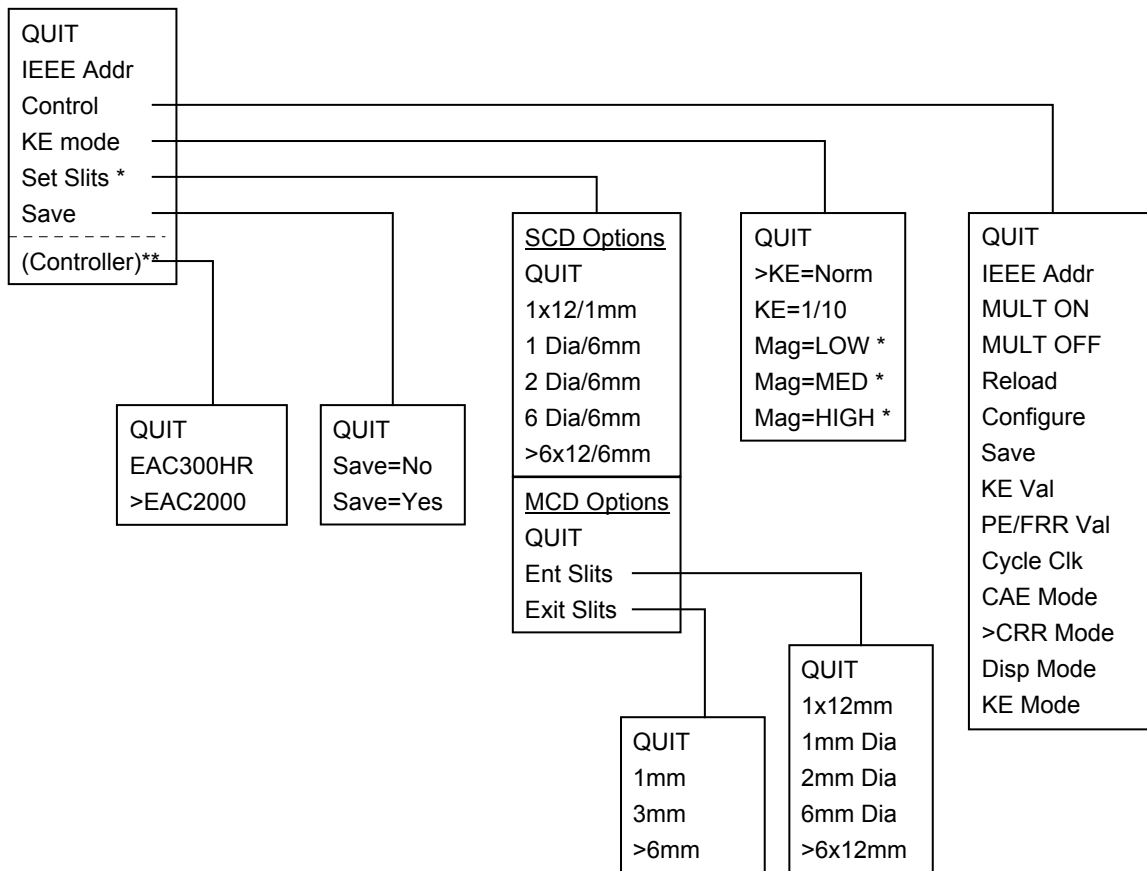 QUIT
IEEE Addr
Control
KE mode
Set Slits *
Save
(Controller)**
QUIT
EAC300HR
>EAC2000
QUIT
Save=No
Save=Yes
SCD Options
QUIT
1x12/1mm
1 Dia/6mm
2 Dia/6mm
6 Dia/6mm
>6x12/6mm
MCD Options
QUIT
Ent Slits
Exit Slits
QUIT
1mm
3mm
>6mm
QUIT
1x12mm
1mm Dia
2mm Dia
6mm Dia
>6x12mm
QUIT
>KE=Norm
KE=1/10
Mag=LOW *
Mag=MED *
Mag=HIGH *
QUIT
IEEE Addr
MULT ON
MULT OFF
Reload
Configure
Save
KE Val
PE/FRR Val
Cycle Clk
CAE Mode
>CRR Mode
Disp Mode
KE Mode